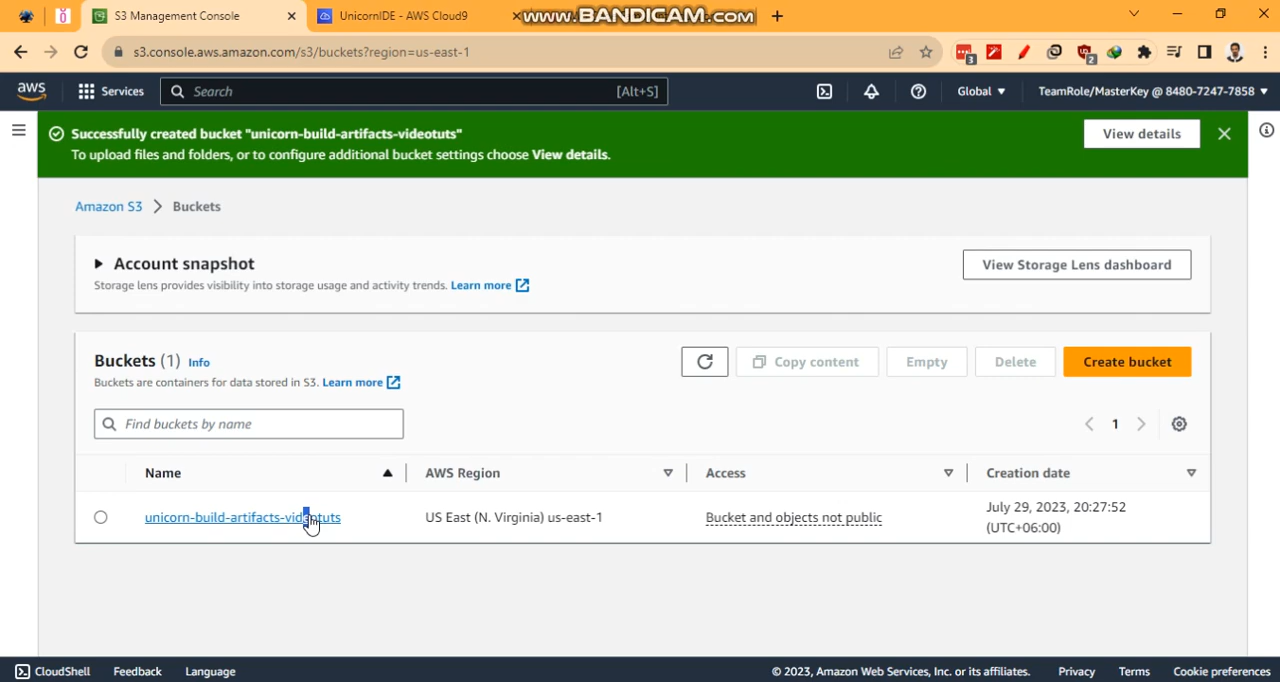 S3 Management Console
UnicornIDE - AWS Cloud9
www.BANDICAM.com
s3.console.aws.amazon.com/s3/buckets?region=us-east-1
3
2
aws
Services
Search
[Alt+S]
Global
TeamRole/MasterKey @ 8480-7247-7858
Successfully created bucket "unicorn-build-artifacts-videotuts"
To upload files and folders, or to configure additional bucket settings choose View details.
View details
Amazon S3 > Buckets
Account snapshot
Storage lens provides visibility into storage usage and activity trends. Learn more
View Storage Lens dashboard
Buckets (1) Info
Buckets are containers for data stored in S3. Learn more
Copy content
Empty
Delete
Create bucket
Find buckets by name
1
Name
AWS Region
Access
Creation date
unicorn-build-artifacts-videotuts
US East (N. Virginia) us-east-1
Bucket and objects not public
July 29, 2023, 20:27:52
(UTC+06:00)
CloudShell
Feedback
Language
© 2023, Amazon Web Services, Inc. or its affiliates.
Privacy
Terms
Cookie preferences